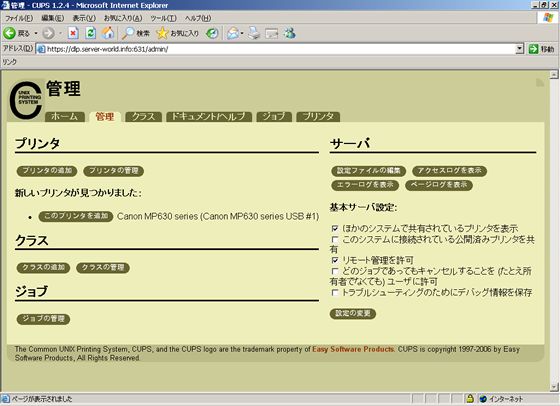 管理 - CUPS 1.2.4 - Microsoft Internet Explorer
ファイル(F) 編集(E) 表示(V) お気に入り(A) ツール(T) ヘルプ(H)
戻る 検索 お気に入り
アドレス(D) https://dlp.server-world.info:631/admin/ 移動
リンク
UNIX
PRINTING
SYSTEM
管理
ホーム 管理 クラス ドキュメント/ヘルプ ジョブ プリンタ
プリンタ
プリンタの追加 プリンタの管理
新しいプリンタが見つかりました:
このプリンタを追加 Canon MP630 series (Canon MP630 series USB #1)
クラス
クラスの追加 クラスの管理
ジョブ
ジョブの管理
サーバ
設定ファイルの編集 アクセスログを表示
エラーログを表示 ページログを表示
基本サーバ設定:
ほかのシステムで共有されているプリンタを表示
このシステムに接続されている公開済みプリンタを共
有
リモート管理を許可
どのジョブであってもキャンセルすることを (たとえ所
有者でなくても) ユーザに許可
トラブルシューティングのためにデバッグ情報を保存
設定の変更
The Common UNIX Printing System, CUPS, and the CUPS logo are the trademark property of Easy Software Products. CUPS is copyright 1997-2006 by Easy
Software Products, All Rights Reserved.
ページが表示されました インターネット